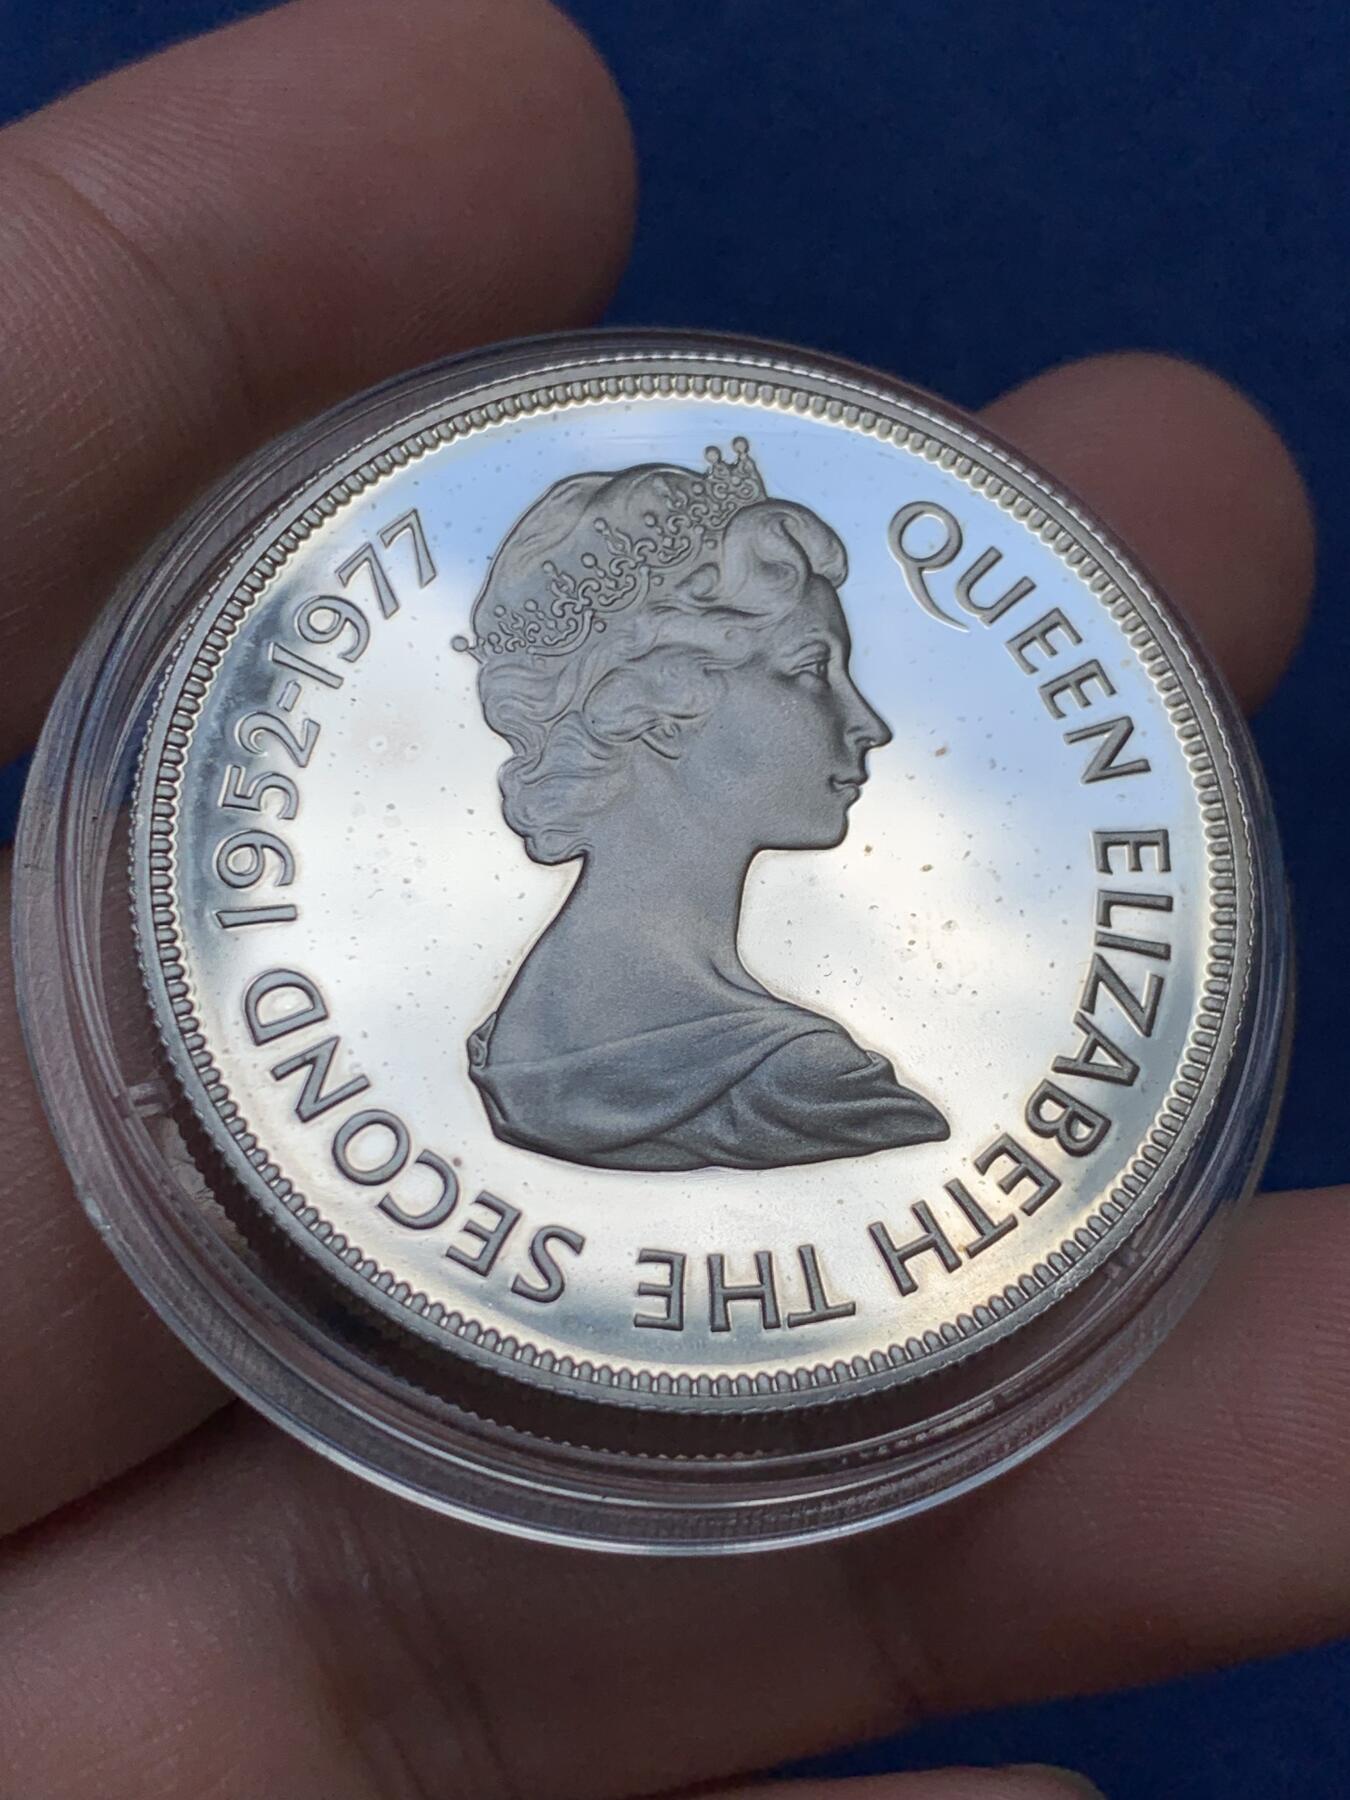 QUEEN ELIZABETH THE SECOND 1952-1977